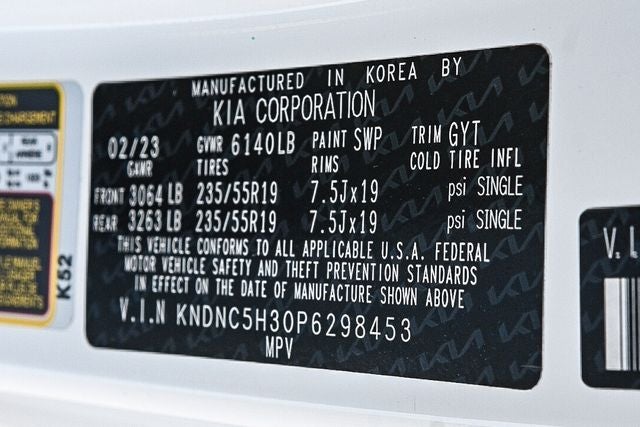 MANUFACTURED IN KOREA BY
KIA CORPORATION
02/23 GVWR 6140LB PAINT SWP TRIM GYT
GAWR TIRES RIMS COLD TIRE INFL
FRONT 3064 LB 235/55R19 7.5Jx19 psi SINGLE
REAR 3263 LB 235/55R19 7.5Jx19 psi SINGLE
THIS VEHICLE CONFORMS TO ALL APPLICABLE U.S.A. FEDERAL
MOTOR VEHICLE SAFETY AND THEFT PREVENTION STANDARDS
IN EFFECT ON THE DATE OF MANUFACTURE SHOWN ABOVE
V.I.N KNDNC5H30P6298453
MPV
K52
V.I